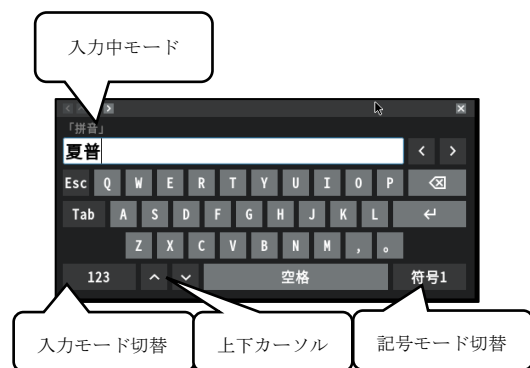 入力中モード
「拼音」
夏普
< >
Esc Q W E R T Y U I O P
Tab A S D F G H J K L
Z X C V B N M , 。
123 空格 符号1
入力モード切替 上下カーソル 記号モード切替